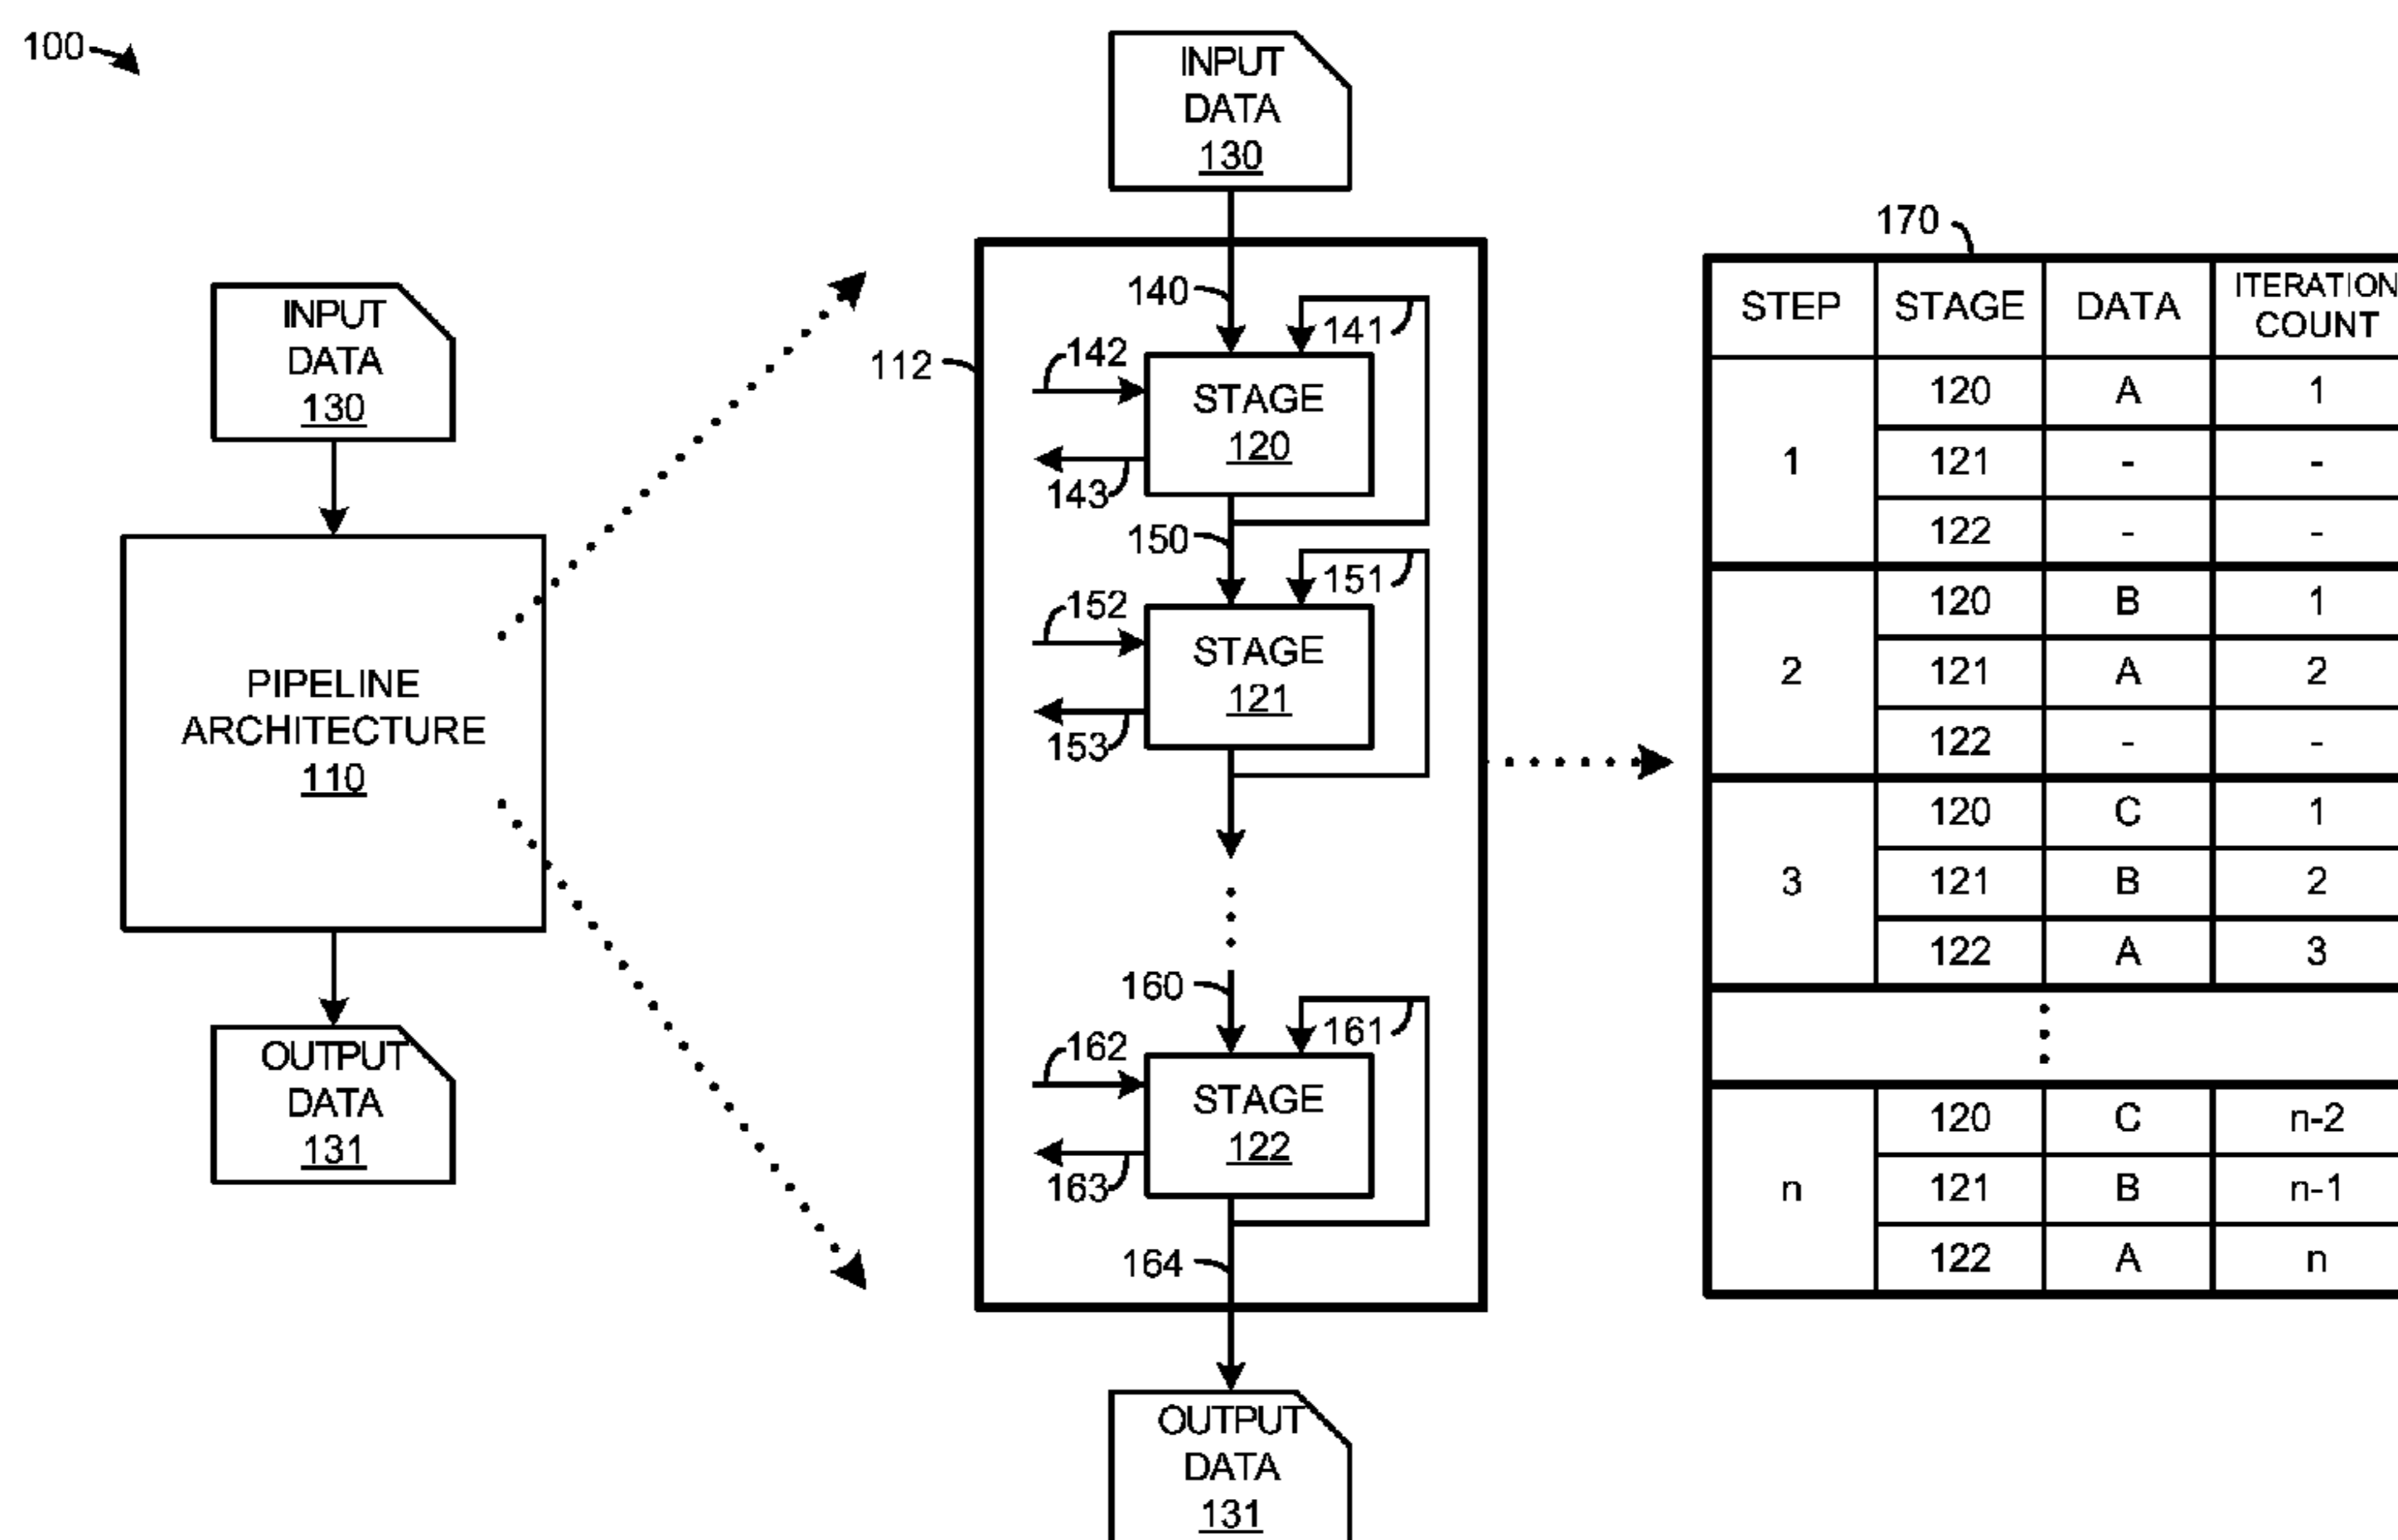 100
INPUT
DATA
130
PIPELINE
ARCHITECTURE
110
OUTPUT
DATA
131
INPUT
DATA
130
112
140
141
142
STAGE
120
143
150
151
152
STAGE
121
153
160
161
162
STAGE
122
163
164
OUTPUT
DATA
131
170
STEP STAGE DATA ITERATION
COUNT
120 A 1
1 121 - -
122 - -
120 B 1
2 121 A 2
122 - -
120 C 1
3 121 B 2
122 A 3
120 C n-2
n 121 B n-1
122 A n